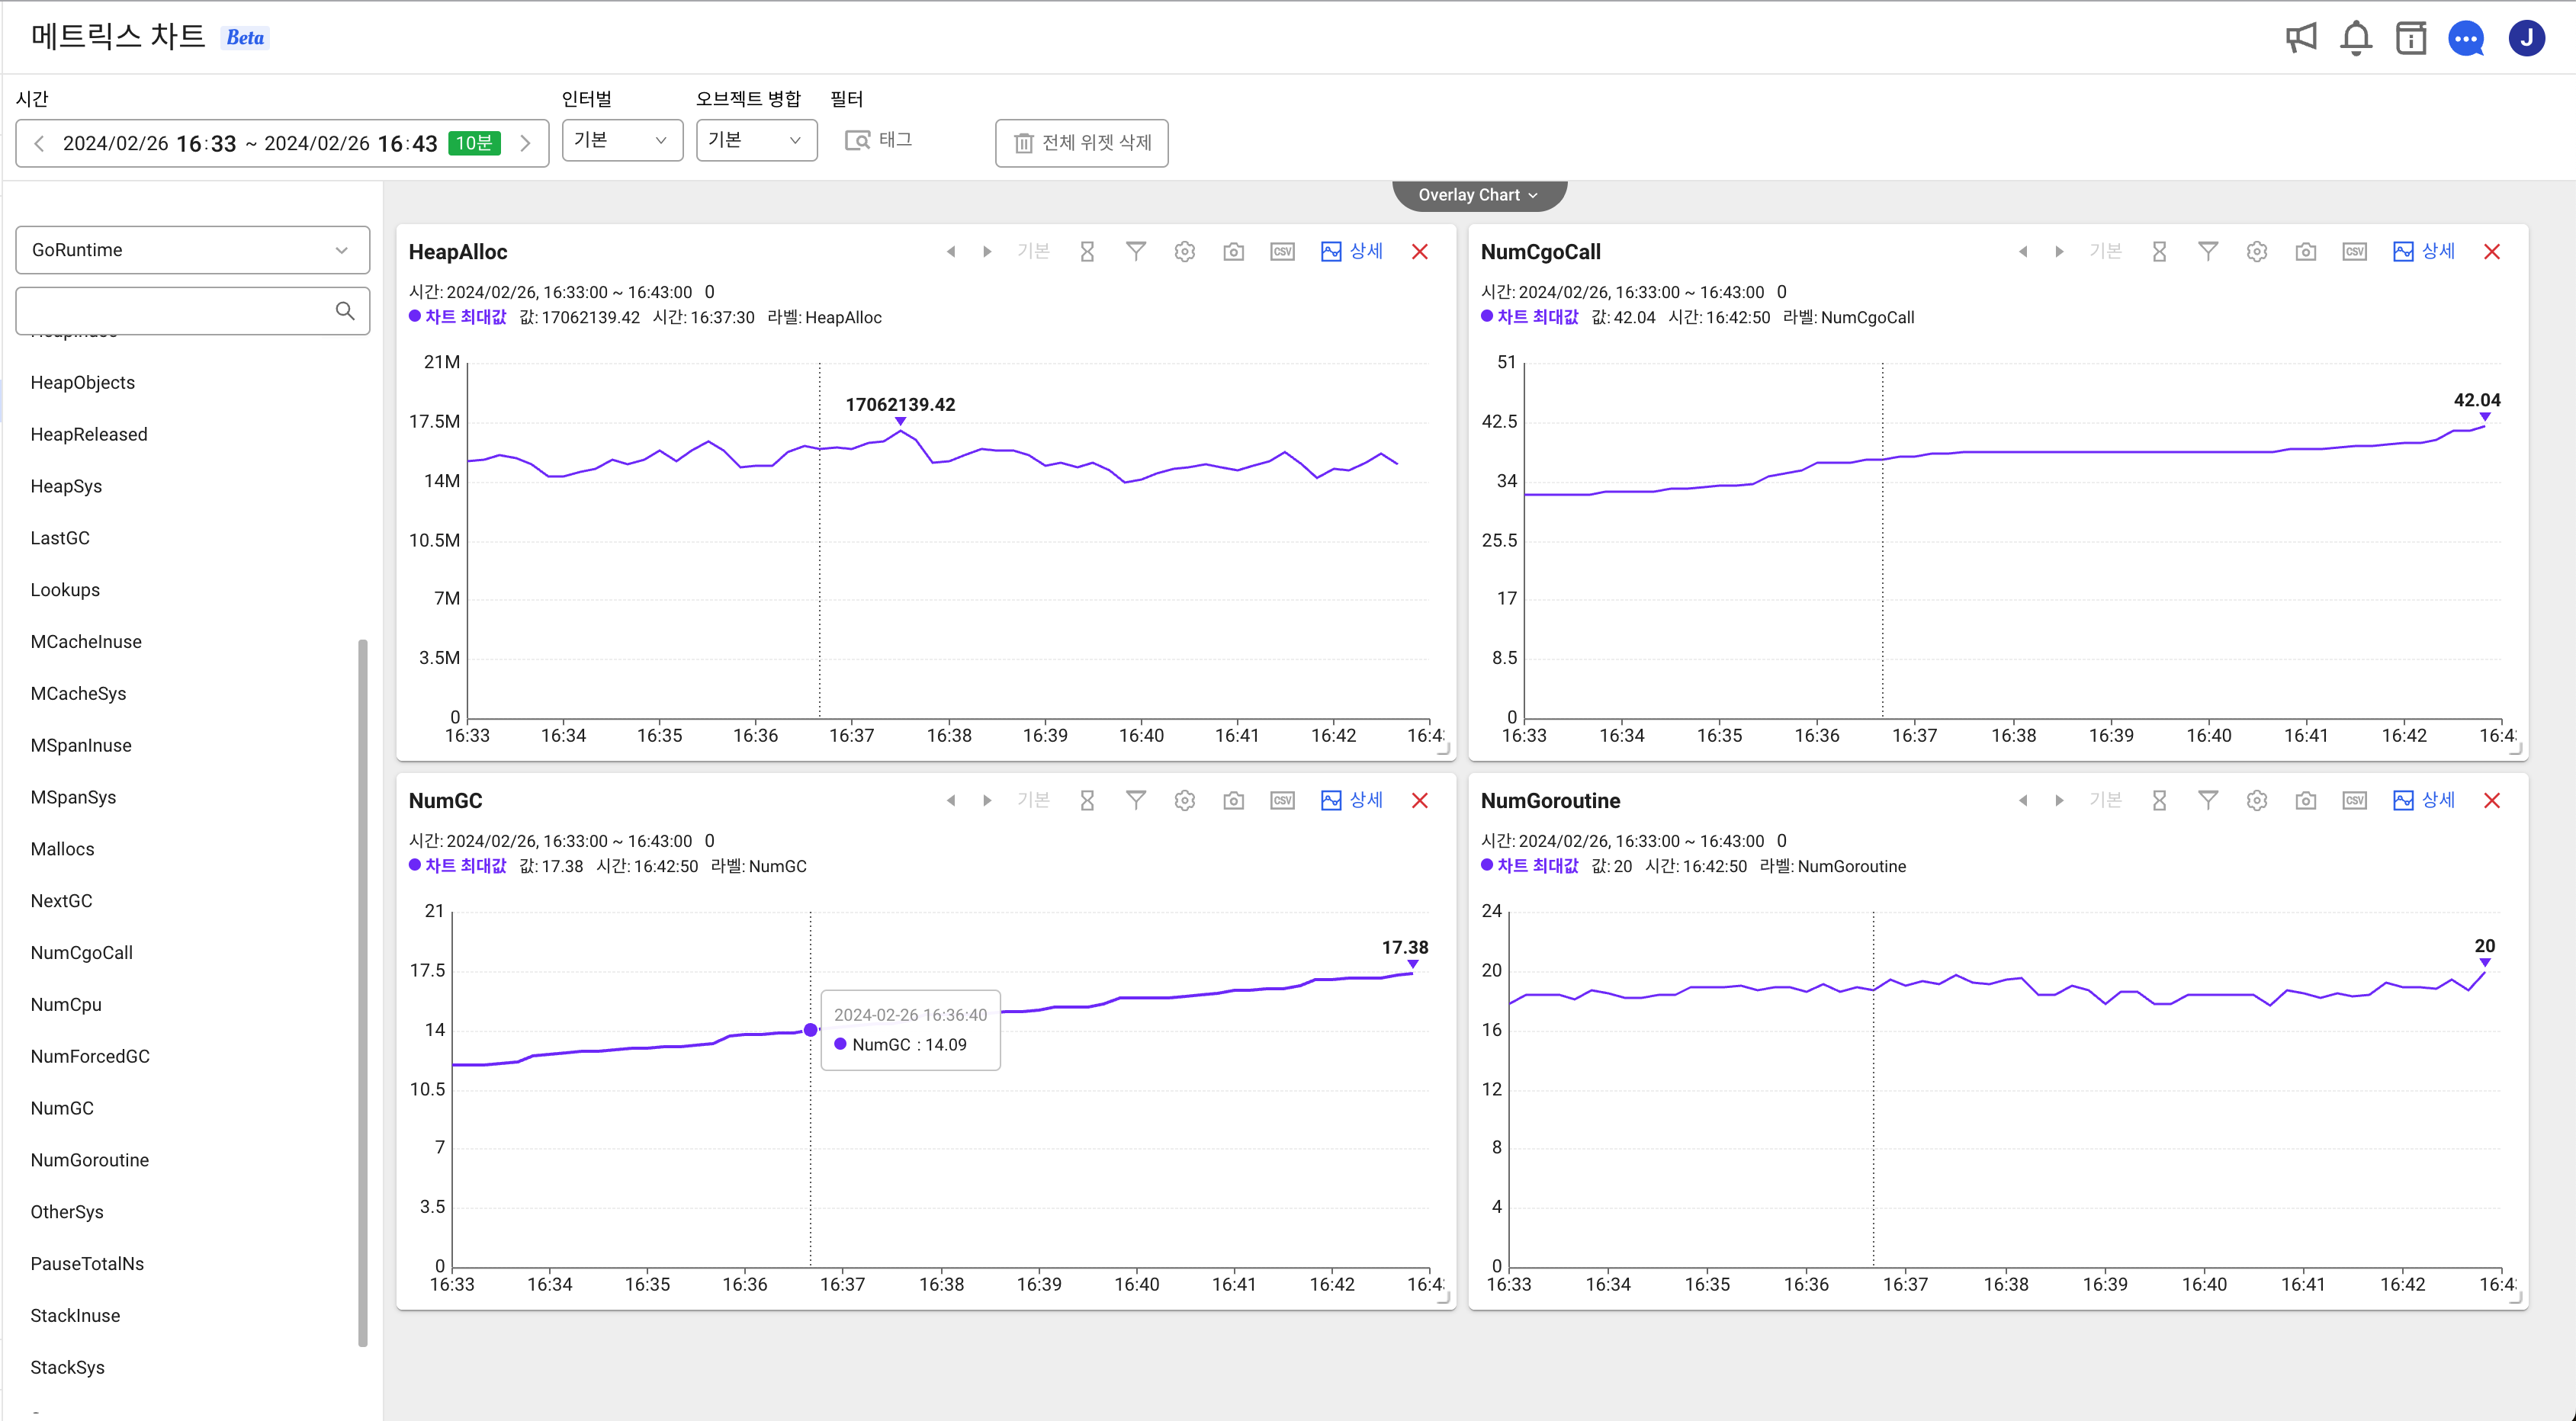 메트릭스 차트 Beta
J
시간
인터벌
오브젝트 병합
필터
2024/02/26 16:33 ~ 2024/02/26 16:43 10분
기본
기본
태그
전체 위젯 삭제
Overlay Chart
GoRuntime
HeapObjects
HeapReleased
HeapSys
LastGC
Lookups
MCacheInuse
MCacheSys
MSpanInuse
MSpanSys
Mallocs
NextGC
NumCgoCall
NumCpu
NumForcedGC
NumGC
NumGoroutine
OtherSys
PauseTotalNs
StackInuse
StackSys
HeapAlloc
기본
CSV
상세
시간: 2024/02/26, 16:33:00 ~ 16:43:00 0
차트 최대값 값: 17062139.42 시간: 16:37:30 라벨: HeapAlloc
21M
17.5M
14M
10.5M
7M
3.5M
0
17062139.42
16:33 16:34 16:35 16:36 16:37 16:38 16:39 16:40 16:41 16:42
NumCgoCall
기본
CSV
상세
시간: 2024/02/26, 16:33:00 ~ 16:43:00 0
차트 최대값 값: 42.04 시간: 16:42:50 라벨: NumCgoCall
51
42.5
34
25.5
17
8.5
0
42.04
16:33 16:34 16:35 16:36 16:37 16:38 16:39 16:40 16:41 16:42
NumGC
기본
CSV
상세
시간: 2024/02/26, 16:33:00 ~ 16:43:00 0
차트 최대값 값: 17.38 시간: 16:42:50 라벨: NumGC
21
17.5
14
10.5
7
3.5
0
17.38
2024-02-26 16:36:40
NumGC : 14.09
16:33 16:34 16:35 16:36 16:37 16:38 16:39 16:40 16:41 16:42
NumGoroutine
기본
CSV
상세
시간: 2024/02/26, 16:33:00 ~ 16:43:00 0
차트 최대값 값: 20 시간: 16:42:50 라벨: NumGoroutine
24
20
16
12
8
4
0
20
16:33 16:34 16:35 16:36 16:37 16:38 16:39 16:40 16:41 16:42